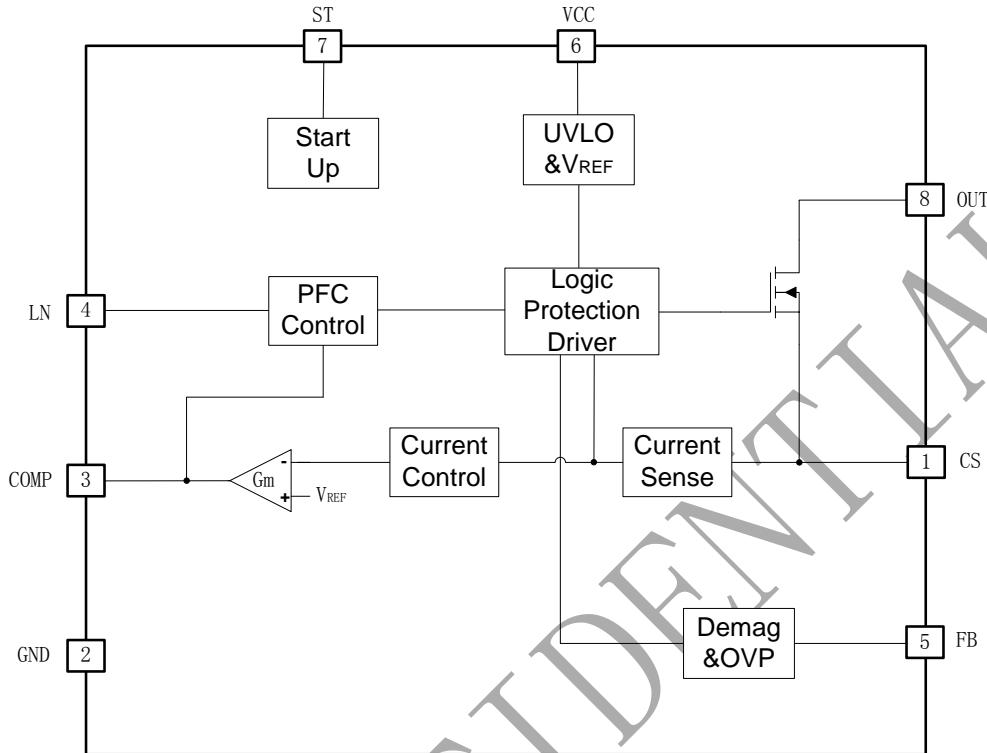 ST
VCC
7
6
Start
Up
UVLO
&VREF
8
OUT
LN
4
PFC
Control
Logic
Protection
Driver
COMP
3
Gm
-
+
VREF
Current
Control
Current
Sense
1
CS
GND
2
Demag
&OVP
5
FB
IDENTIA